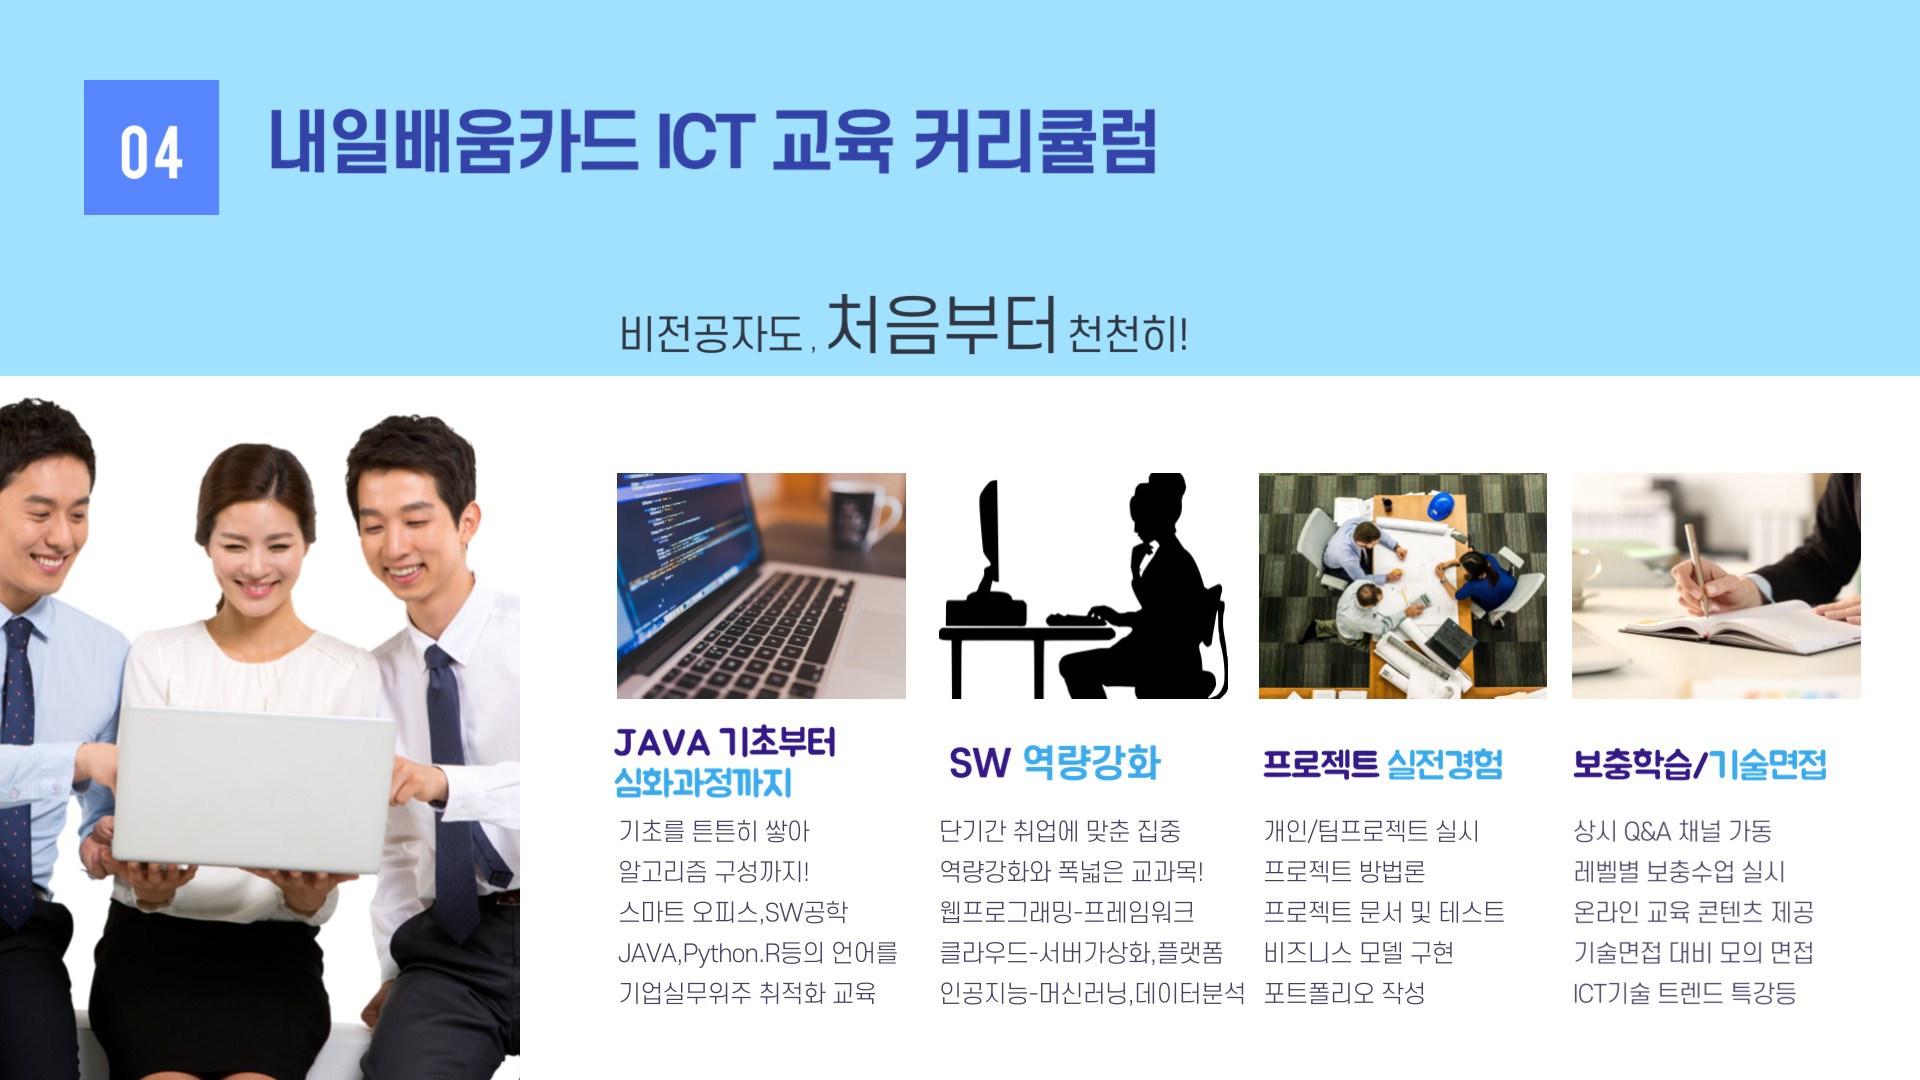 04
내일배움카드 ICT 교육 커리큘럼
비전공자도, 처음부터 천천히!
JAVA 기초부터
심화과정까지
기초를 튼튼히 쌓아
알고리즘 구성까지!
스마트 오피스,SW공학
JAVA,Python.R등의 언어를
기업실무위주 취적화 교육
SW 역량강화
단기간 취업에 맞춘 집중
역량강화와 폭넓은 교과목!
웹프로그래밍-프레임워크
클라우드-서버가상화,플랫폼
인공지능-머신러닝,데이터분석
프로젝트 실전경험
개인/팀프로젝트 실시
프로젝트 방법론
프로젝트 문서 및 테스트
비즈니스 모델 구현
포트폴리오 작성
보충학습/기술면접
상시 Q&A 채널 가동
레벨별 보충수업 실시
온라인 교육 콘텐츠 제공
기술면접 대비 모의 면접
ICT기술 트렌드 특강등